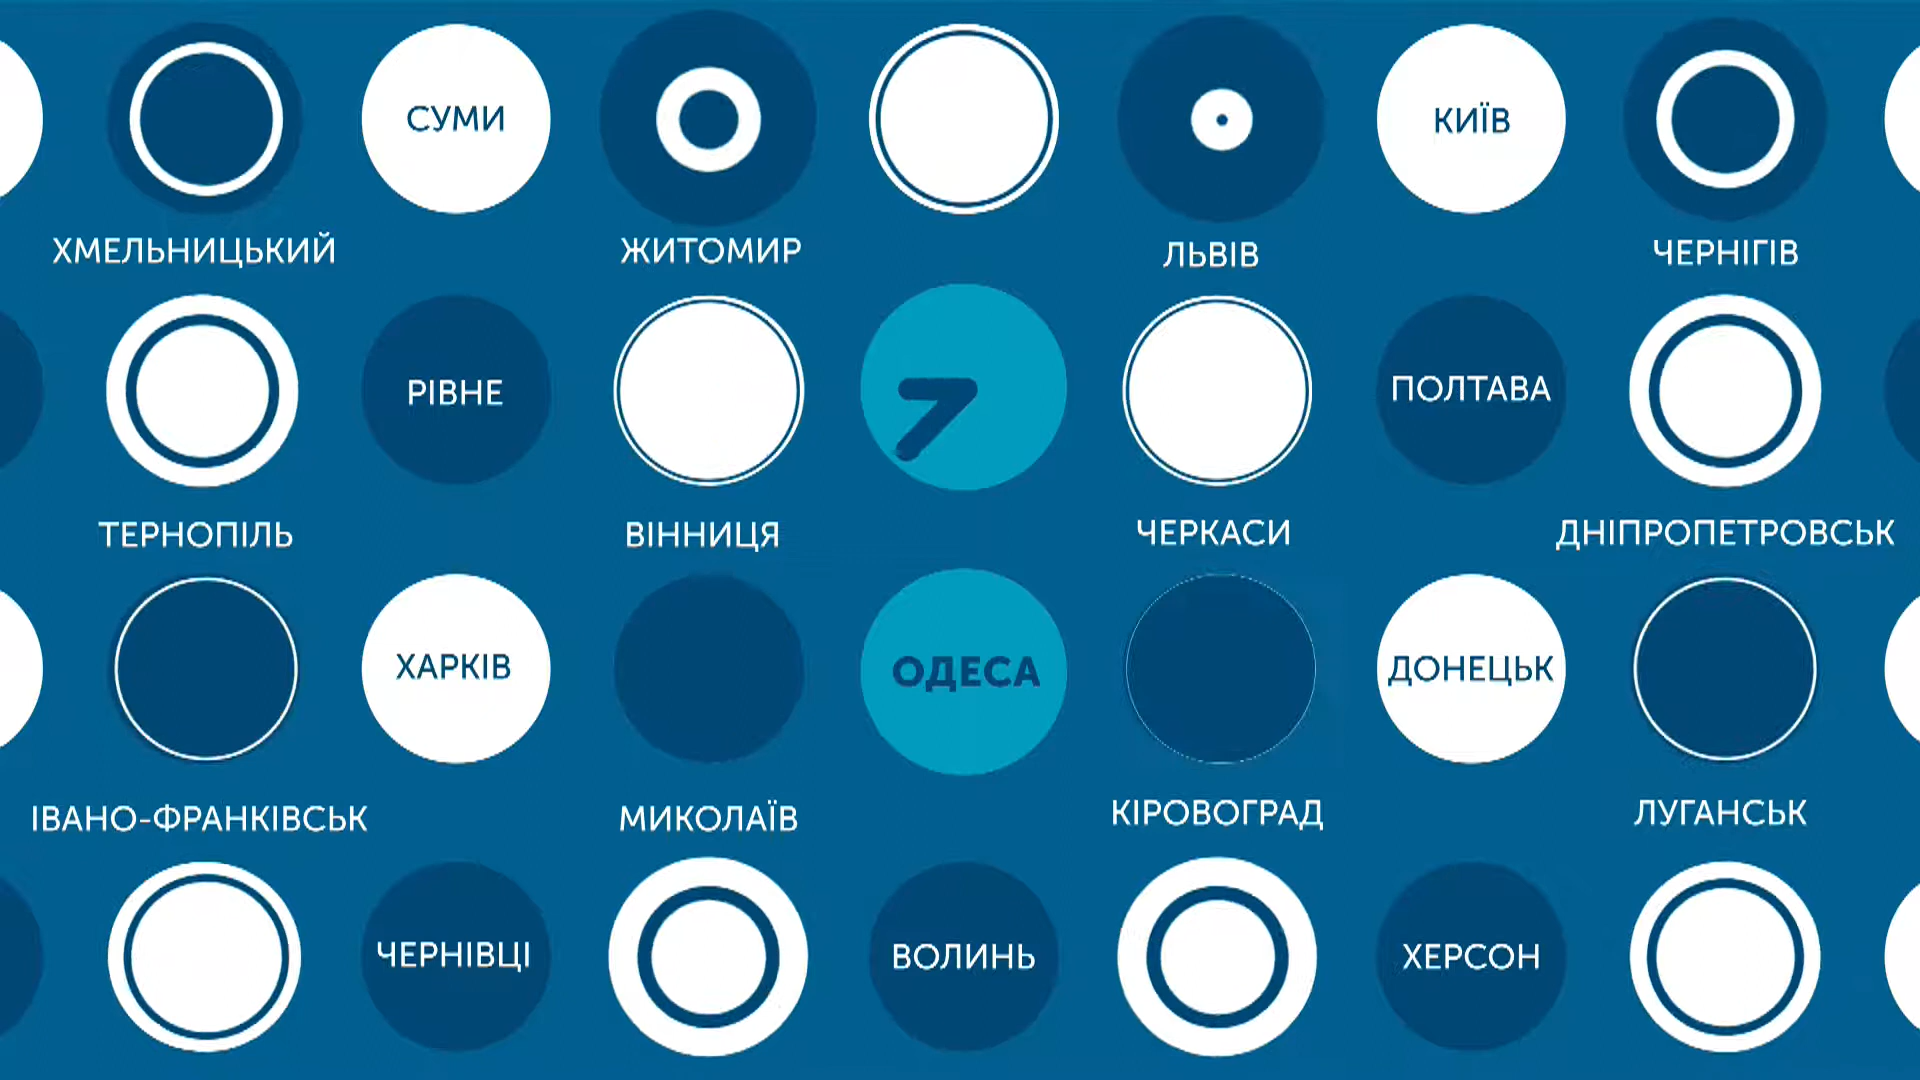 СУМИ
КИЇВ
ХМЕЛЬНИЦЬКИЙ
ЖИТОМИР
ЛЬВІВ
ЧЕРНІГІВ
РІВНЕ
ПОЛТАВА
ТЕРНОПІЛЬ
ВІННИЦЯ
ЧЕРКАСИ
ДНІПРОПЕТРОВСЬК
ХАРКІВ
ОДЕСА
ДОНЕЦЬК
ІВАНО-ФРАНКІВСЬК
МИКОЛАЇВ
КІРОВОГРАД
ЛУГАНСЬК
ЧЕРНІВЦІ
ВОЛИНЬ
ХЕРСОН